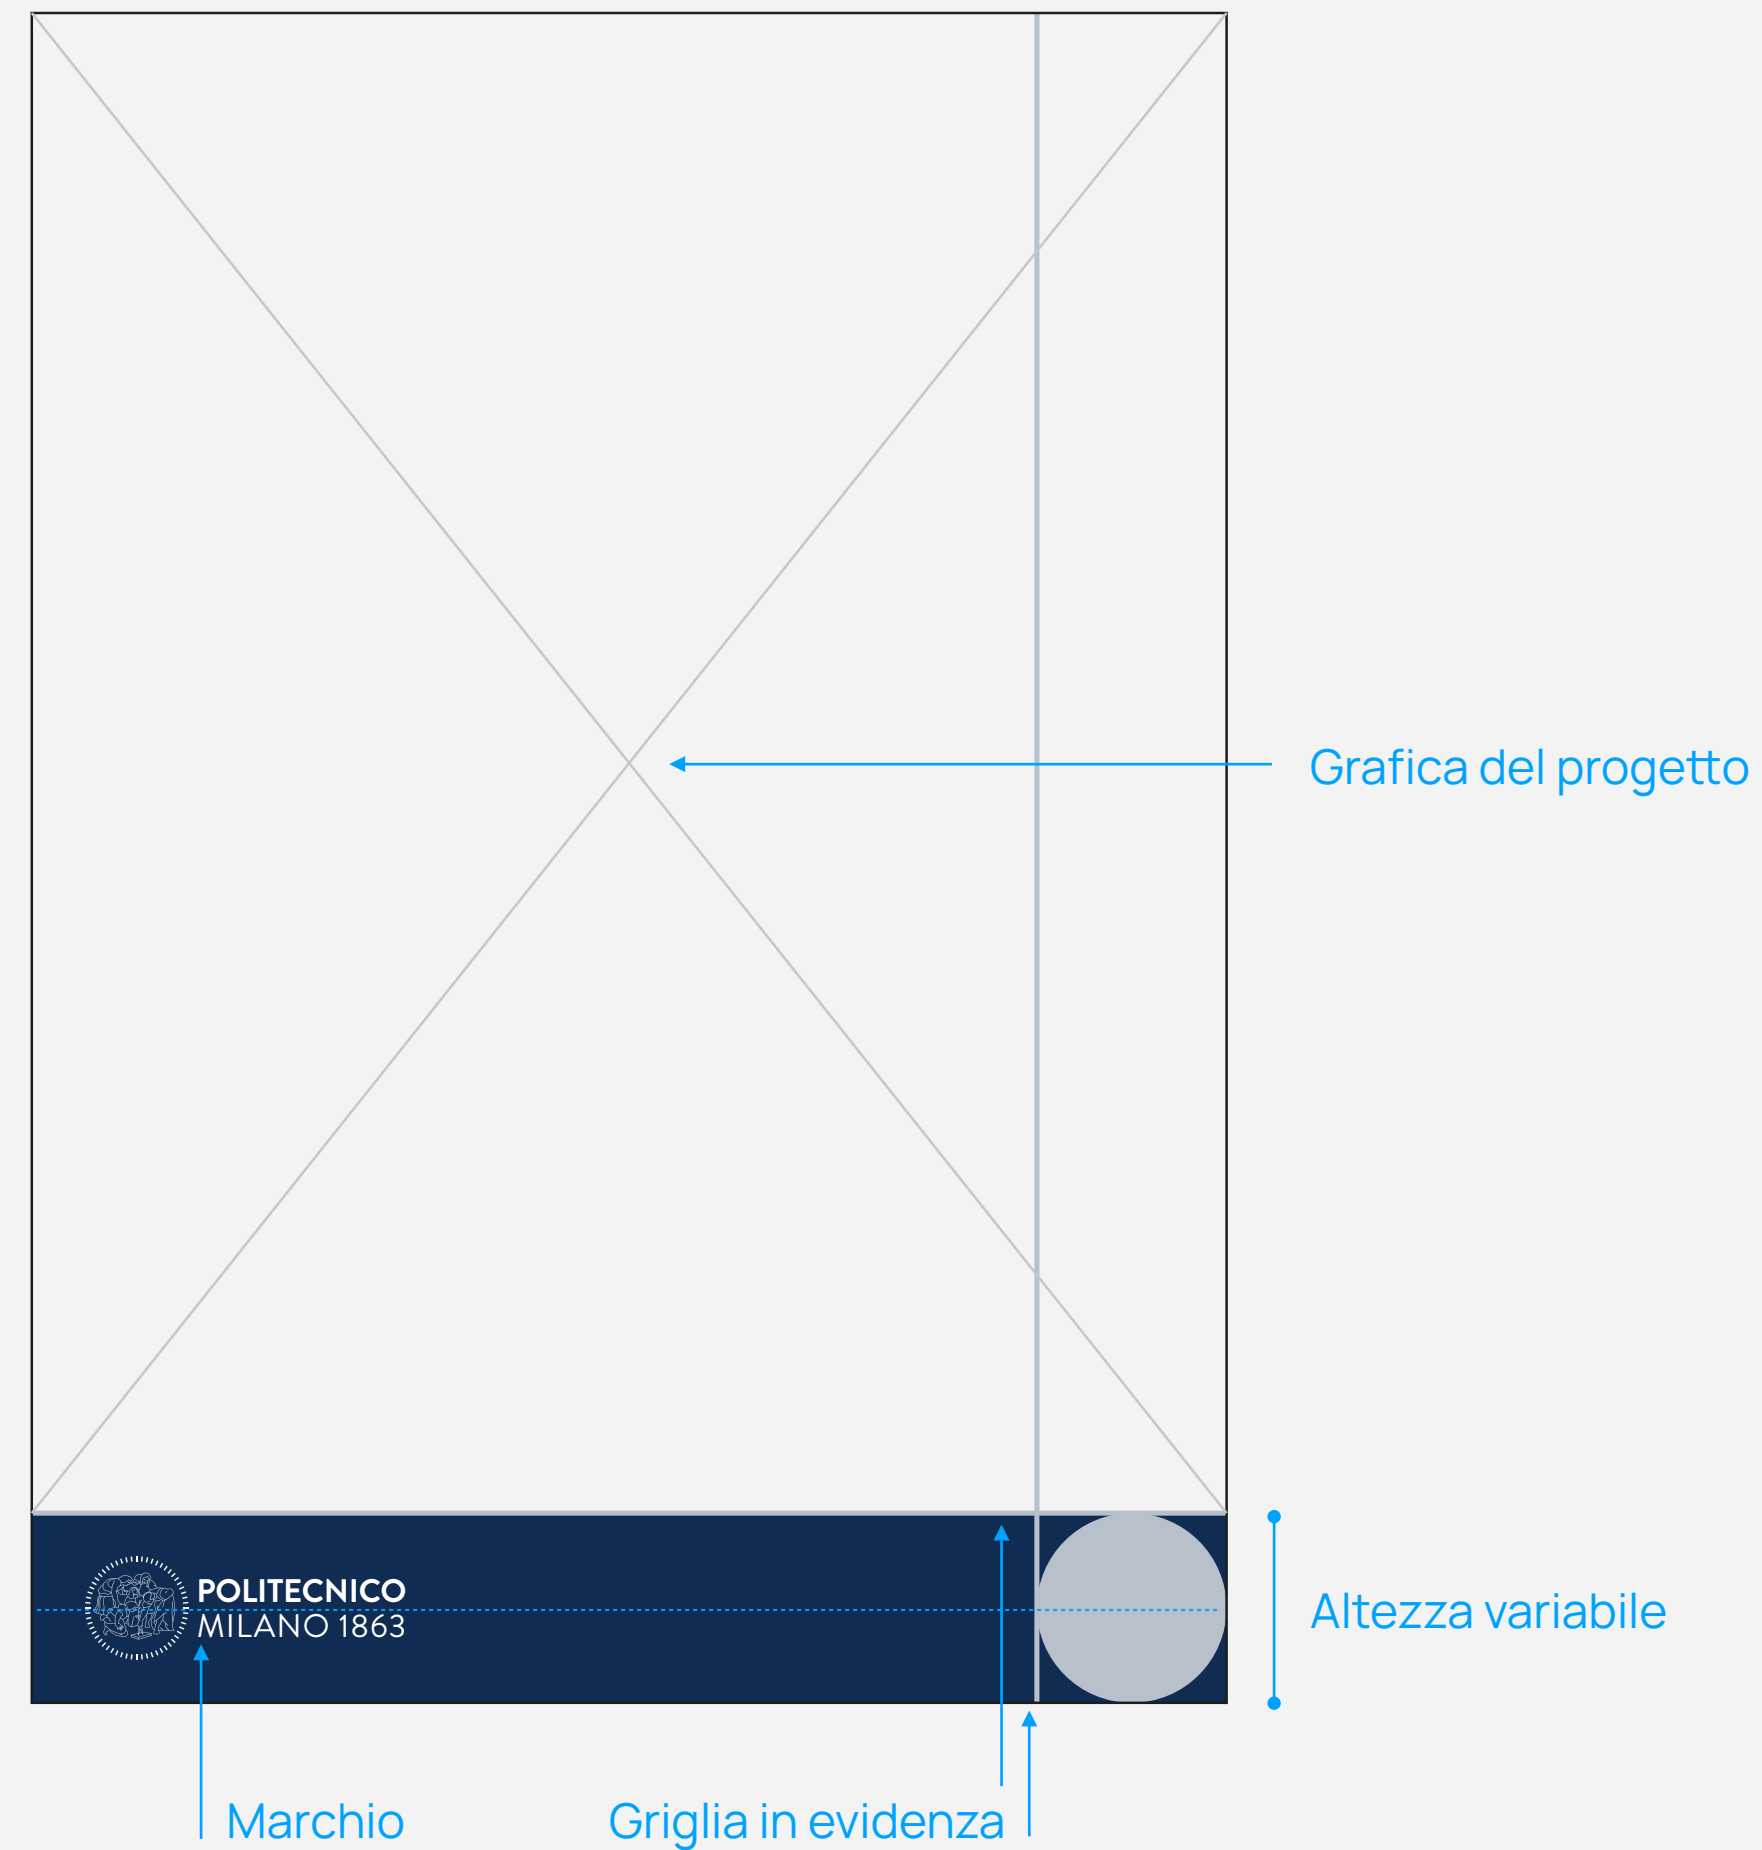 Grafica del progetto
POLITECNICO
MILANO 1863
Altezza variabile
Marchio
Griglia in evidenza